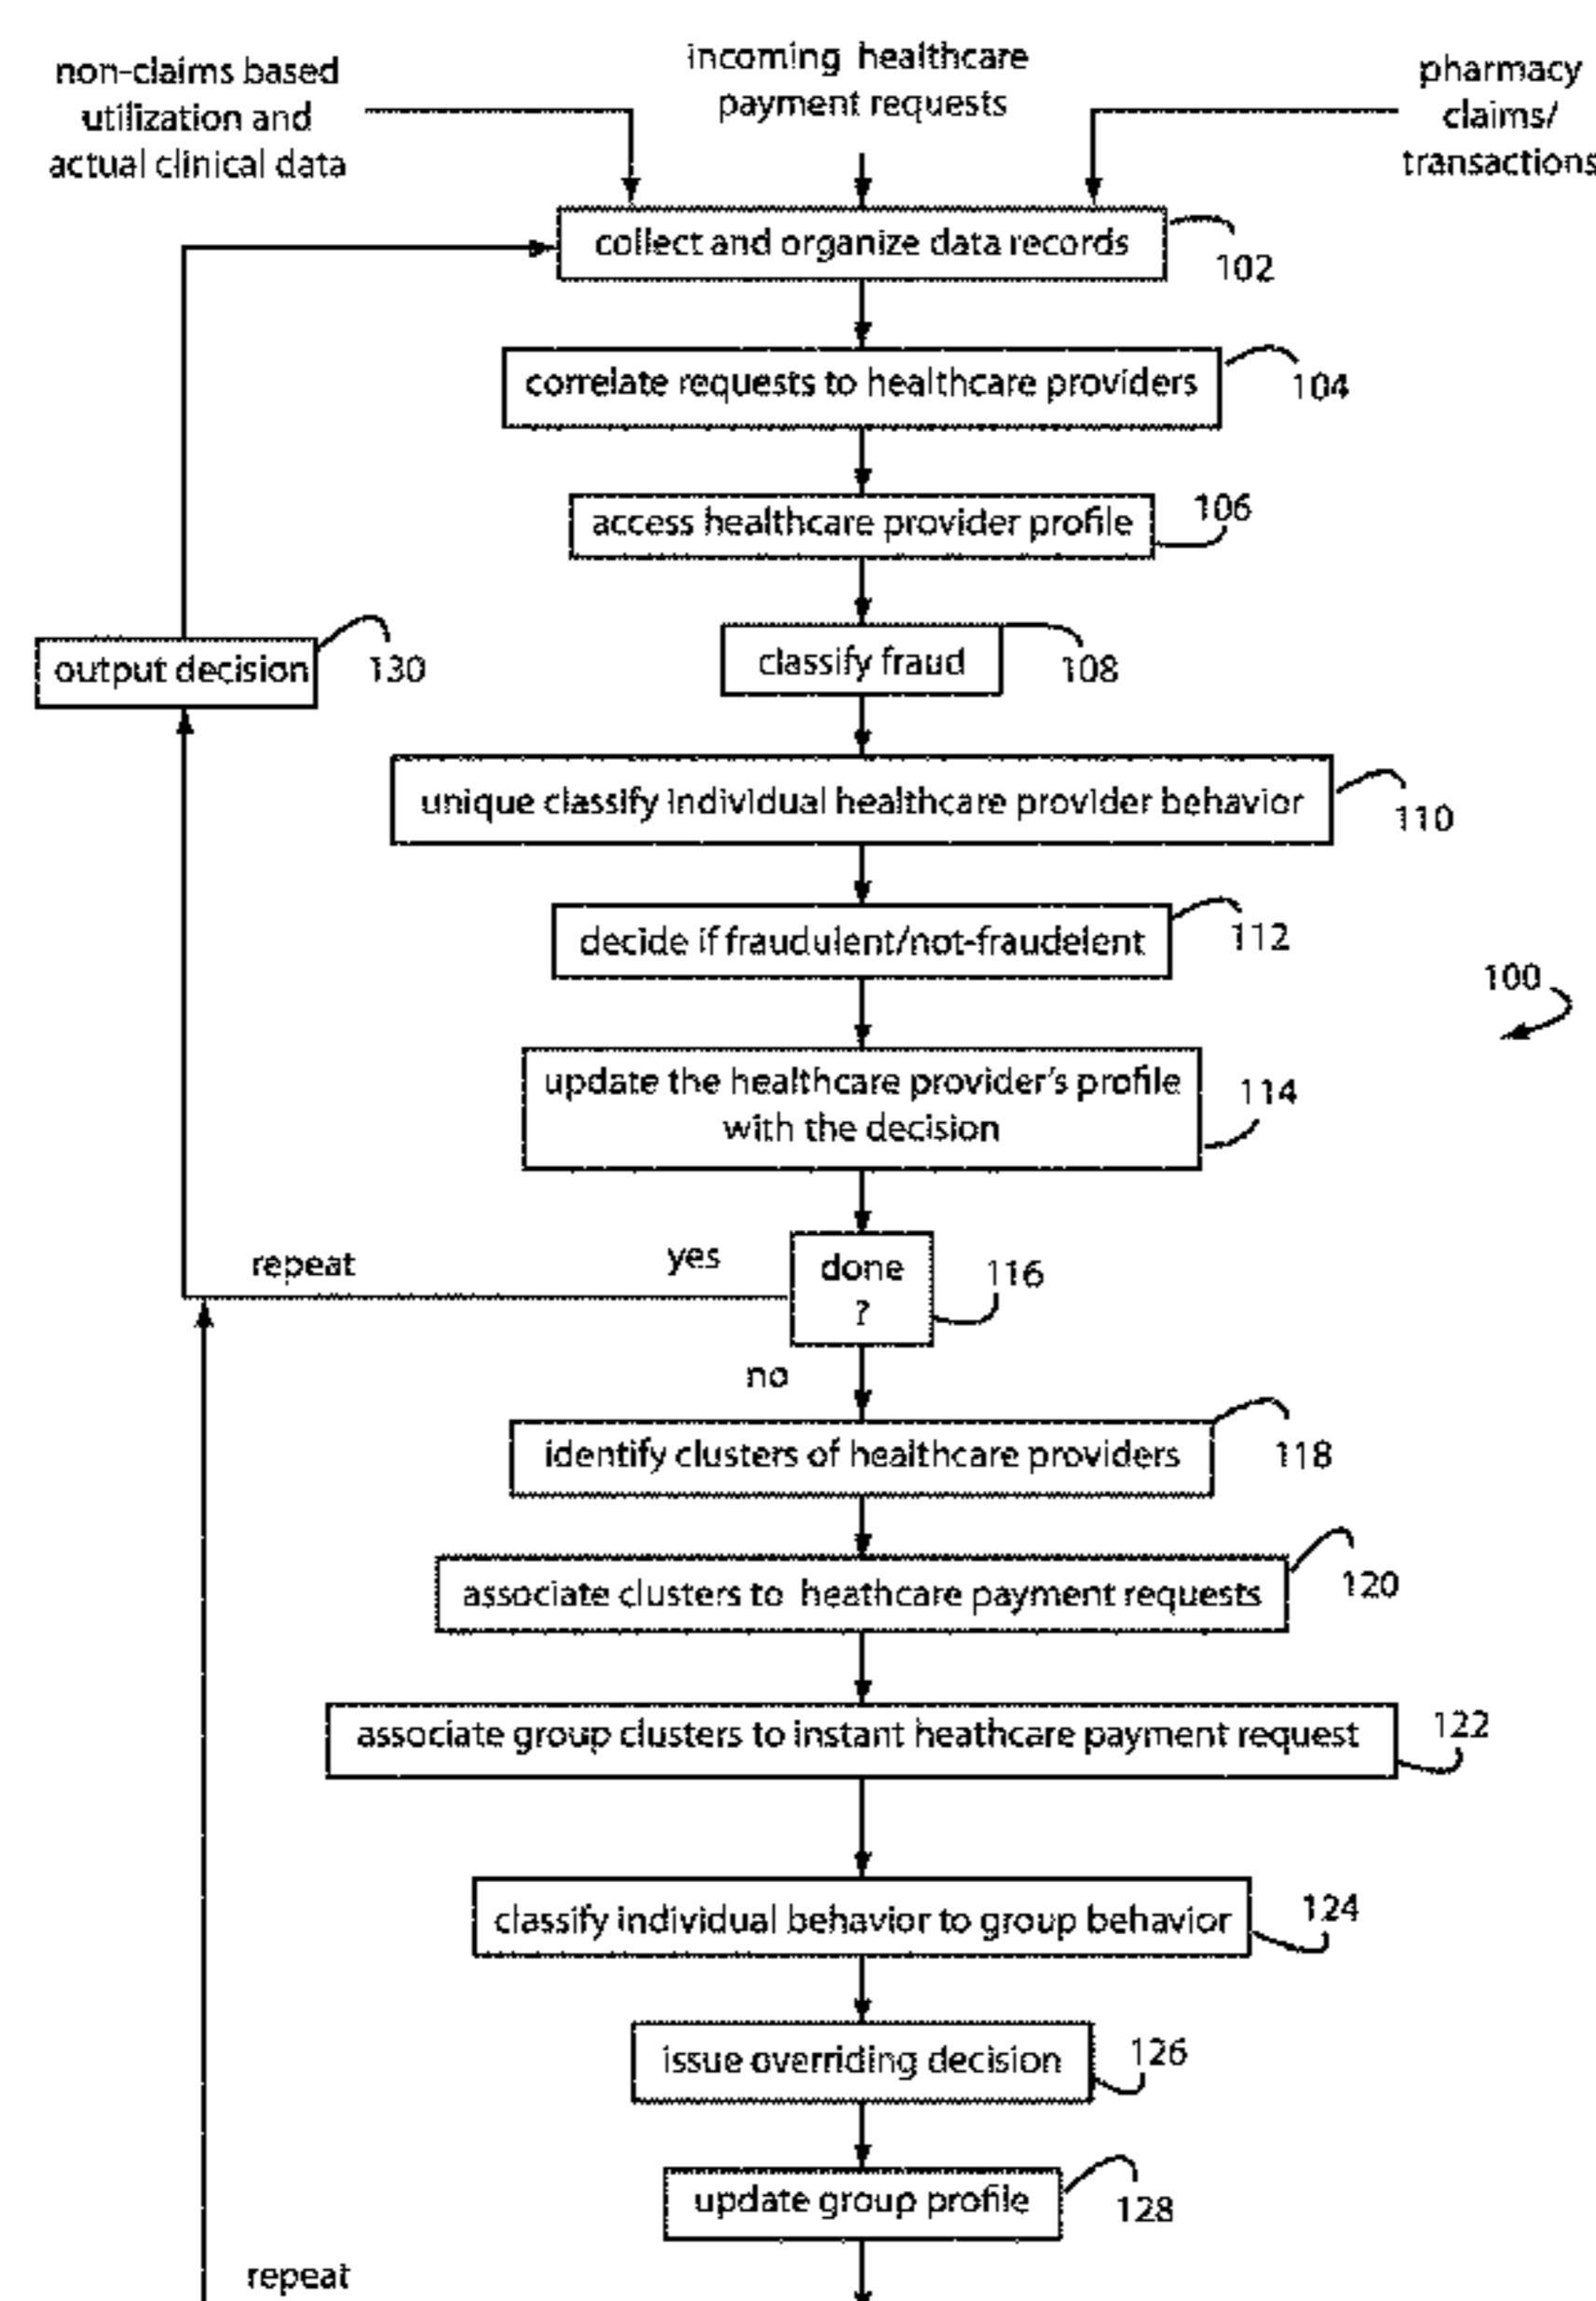 non-claims based
utilization and
actual clinical data
incoming healthcare
payment requests
pharmacy
claims/
transactions
collect and organize data records
102
correlate requests to healthcare providers
104
access healthcare provider profile
106
classify fraud
108
output decision
130
unique classify individual healthcare provider behavior
110
decide if fraudulent/not-fraudelent
112
100
update the healthcare provider's profile
with the decision
114
repeat
yes
done
?
116
no
identify clusters of healthcare providers
118
associate clusters to heathcare payment requests
120
associate group clusters to instant heathcare payment request
122
classify individual behavior to group behavior
124
issue overriding decision
126
update group profile
128
repeat